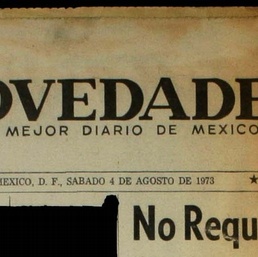 OVEDADE
MEJOR DIARIO DE MEXICO
MEXICO, D. F., SABADO 4 DE AGOSTO DE 1973
No Requ